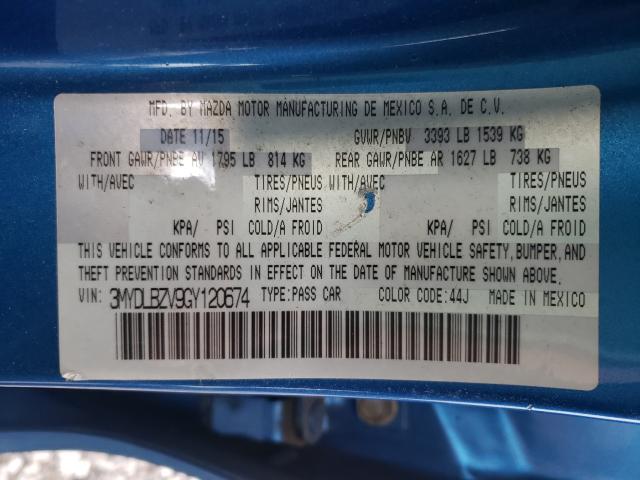 MFD. BY MAZDA MOTOR MANUFACTURING DE MEXICO S.A. DE C.V.
DATE 11/15 GVWR/PNBV 3393 LB 1539 KG
FRONT GAWR/PNBE AV 1795 LB 814 KG REAR GAWR/PNBE AR 1627 LB 738 KG
WITH/AVEC TIRES/PNEUS WITH/AVEC TIRES/PNEUS
RIMS/JANTES RIMS/JANTES
KPA/ PSI COLD/A FROID KPA/ PSI COLD/A FROID
THIS VEHICLE CONFORMS TO ALL APPLICABLE FEDERAL MOTOR VEHICLE SAFETY, BUMPER, AND
THEFT PREVENTION STANDARDS IN EFFECT ON THE DATE OF MANUFACTURE SHOWN ABOVE.
VIN: 3MYDLBZV9GY120674 TYPE: PASS CAR COLOR CODE: 44J MADE IN MEXICO